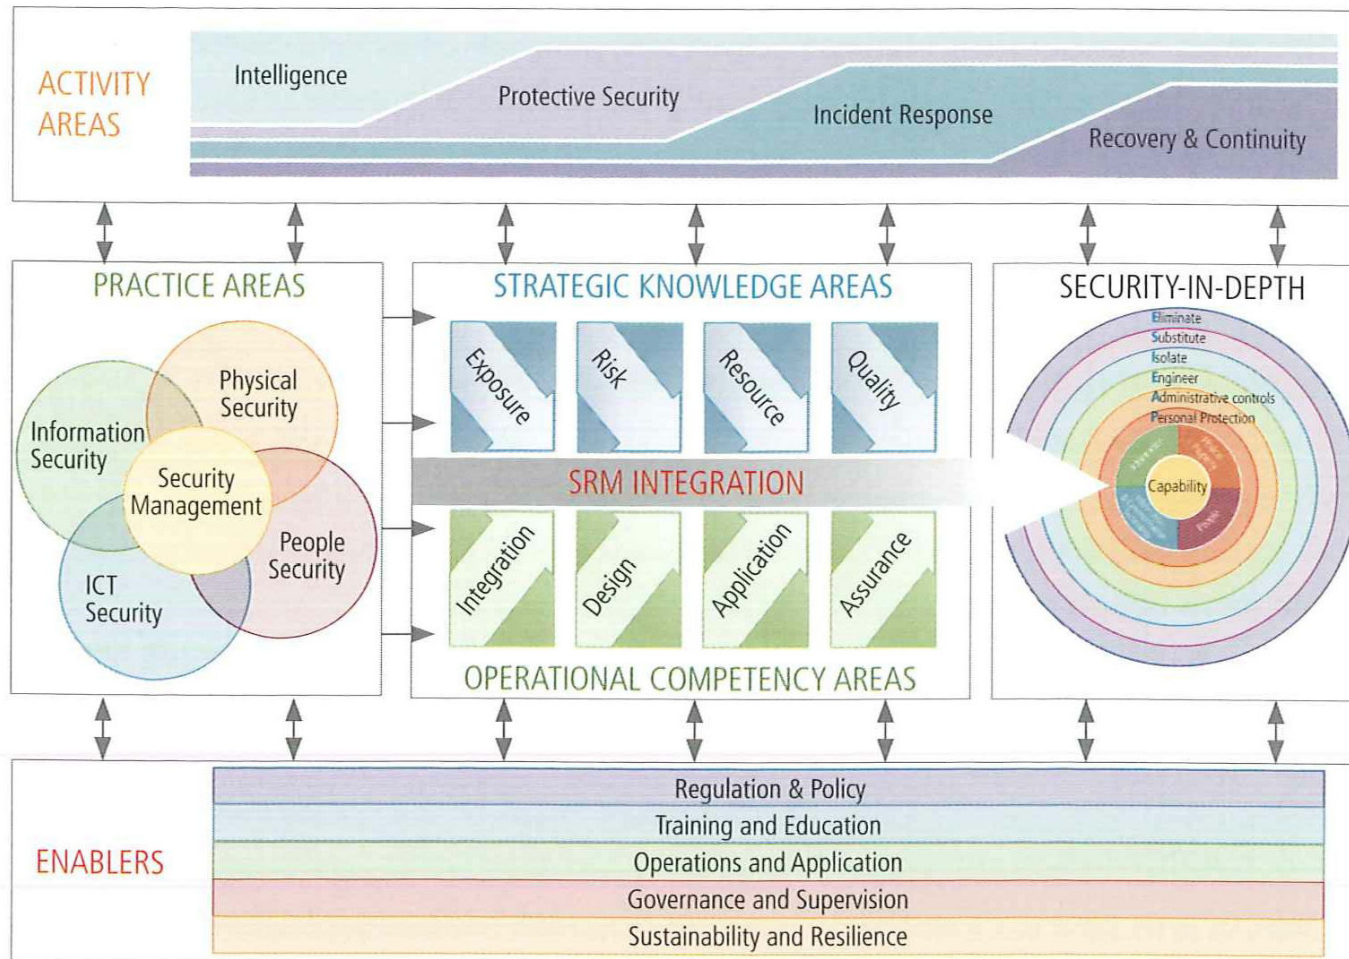 ACTIVITY
AREAS
Intelligence
Protective Security
Incident Response
Recovery & Continuity
PRACTICE AREAS
Physical
Security
Information
Security
Security
Management
People
Security
ICT
Security
STRATEGIC KNOWLEDGE AREAS
Exposure
Risk
Resource
Quality
SRM INTEGRATION
Integration
Design
Application
Assurance
OPERATIONAL COMPETENCY AREAS
SECURITY-IN-DEPTH
Eliminate
Substitute
Isolate
Engineer
Administrative controls
Personal Protection
Capability
People
ENABLERS
Regulation & Policy
Training and Education
Operations and Application
Governance and Supervision
Sustainability and Resilience